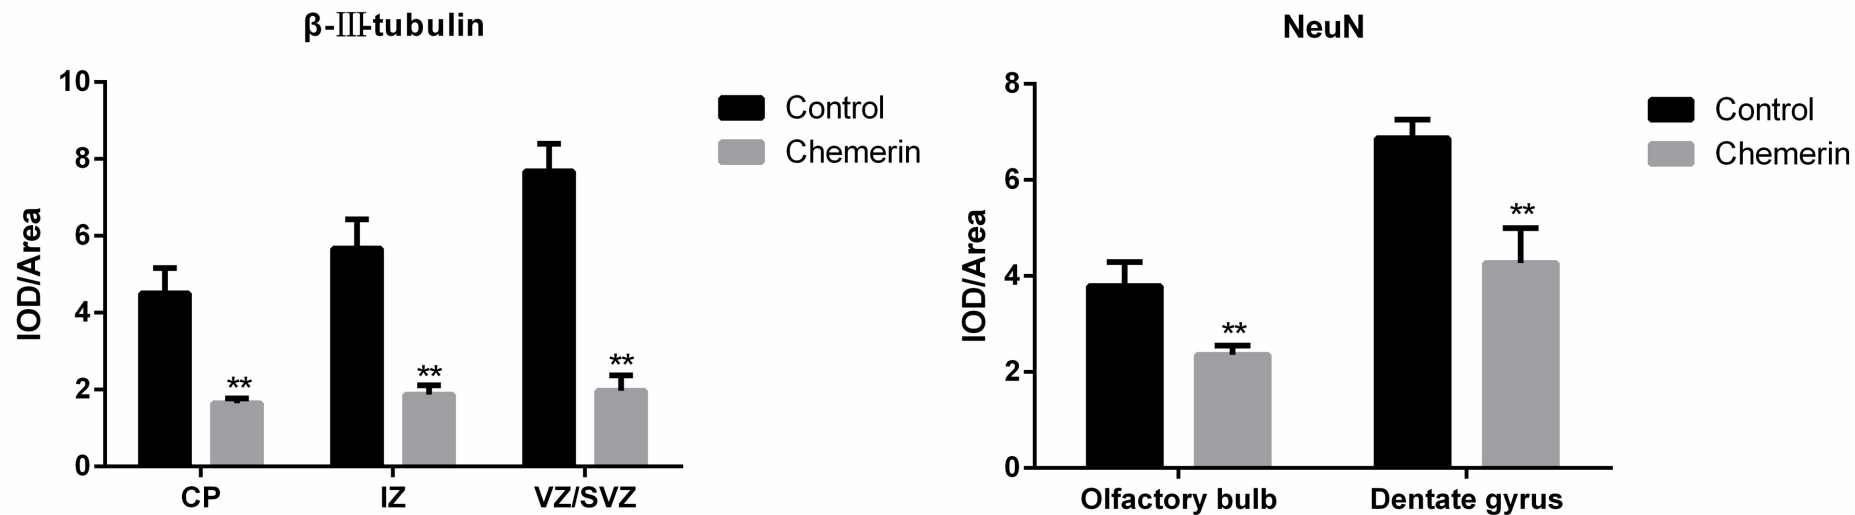 β-III-tubulin
10
8
6
4
2
0
IOD/Area
**
**
**
CP
IZ
VZ/SVZ
Control
Chemerin
NeuN
8
6
4
2
0
IOD/Area
**
**
Olfactory bulb
Dentate gyrus
Control
Chemerin